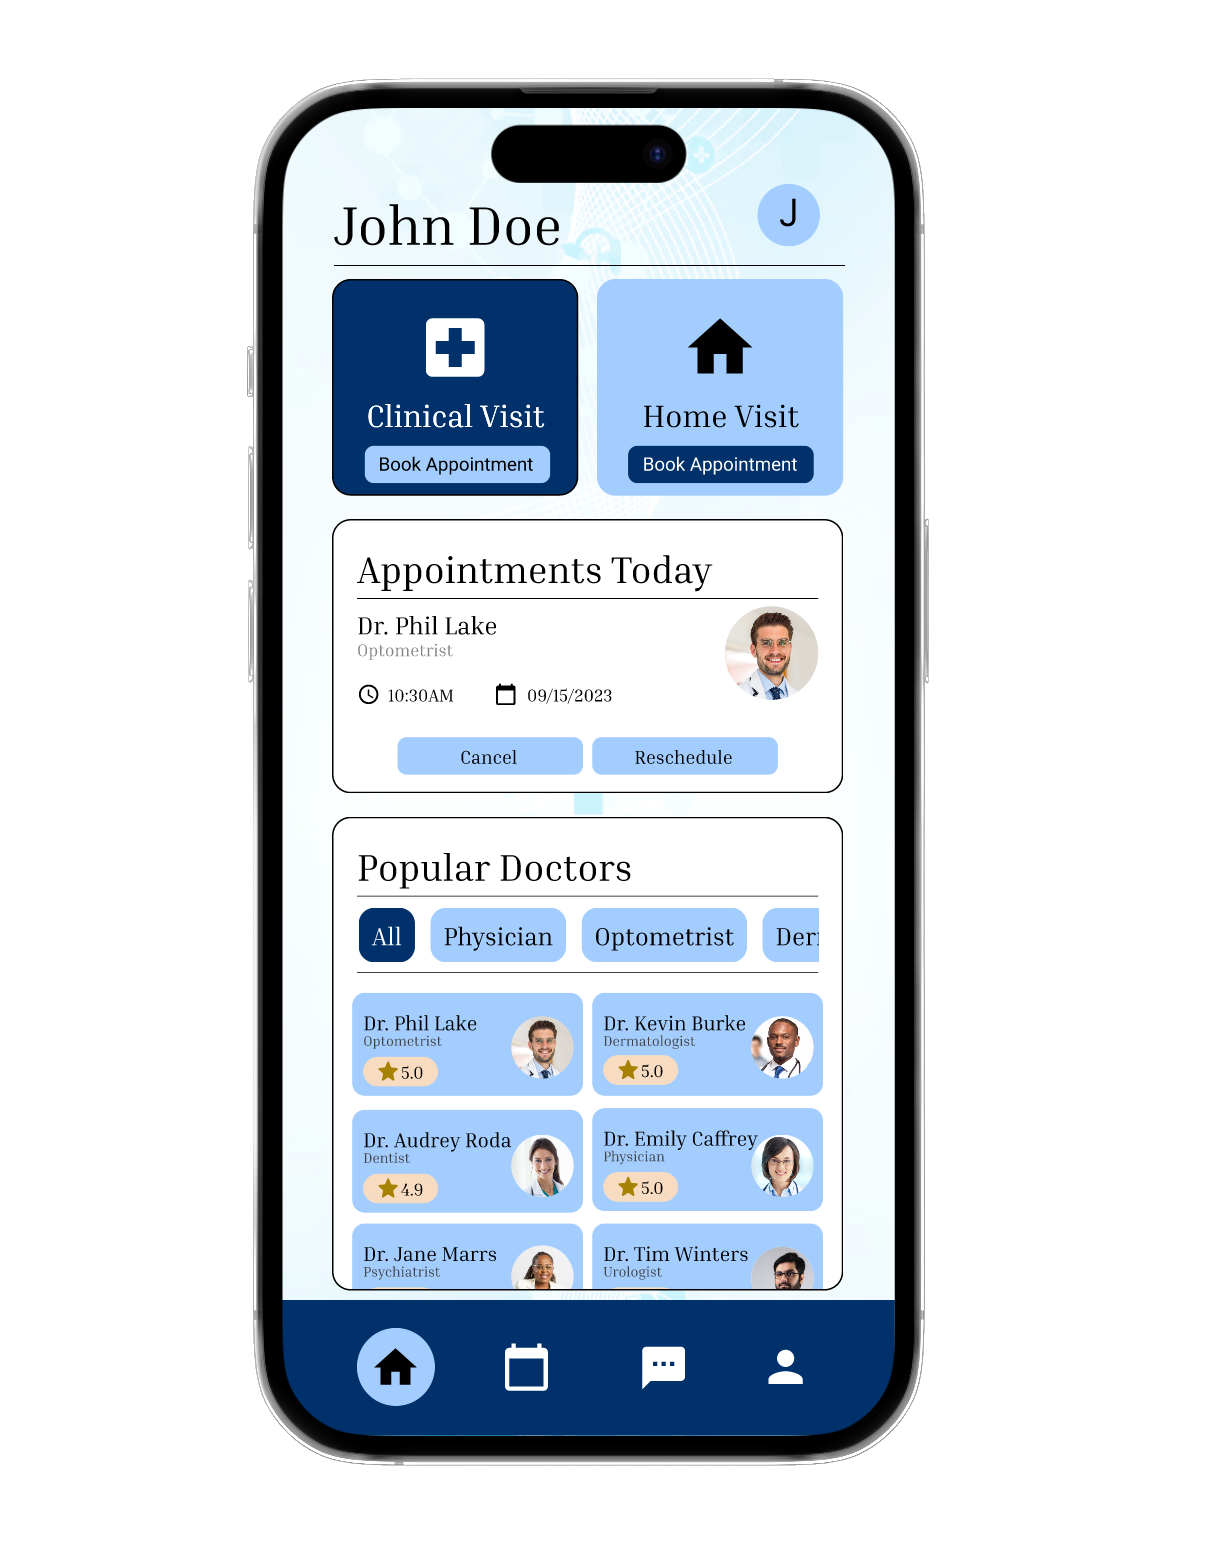 John Doe
J
Clinical Visit
Book Appointment
Home Visit
Book Appointment
Appointments Today
Dr. Phil Lake
Optometrist
10:30AM
09/15/2023
Cancel
Reschedule
Popular Doctors
All
Physician
Optometrist
Der
Dr. Phil Lake
Optometrist
5.0
Dr. Kevin Burke
Dermatologist
5.0
Dr. Audrey Roda
Dentist
4.9
Dr. Emily Caffrey
Physician
5.0
Dr. Jane Marrs
Psychiatrist
Dr. Tim Winters
Urologist